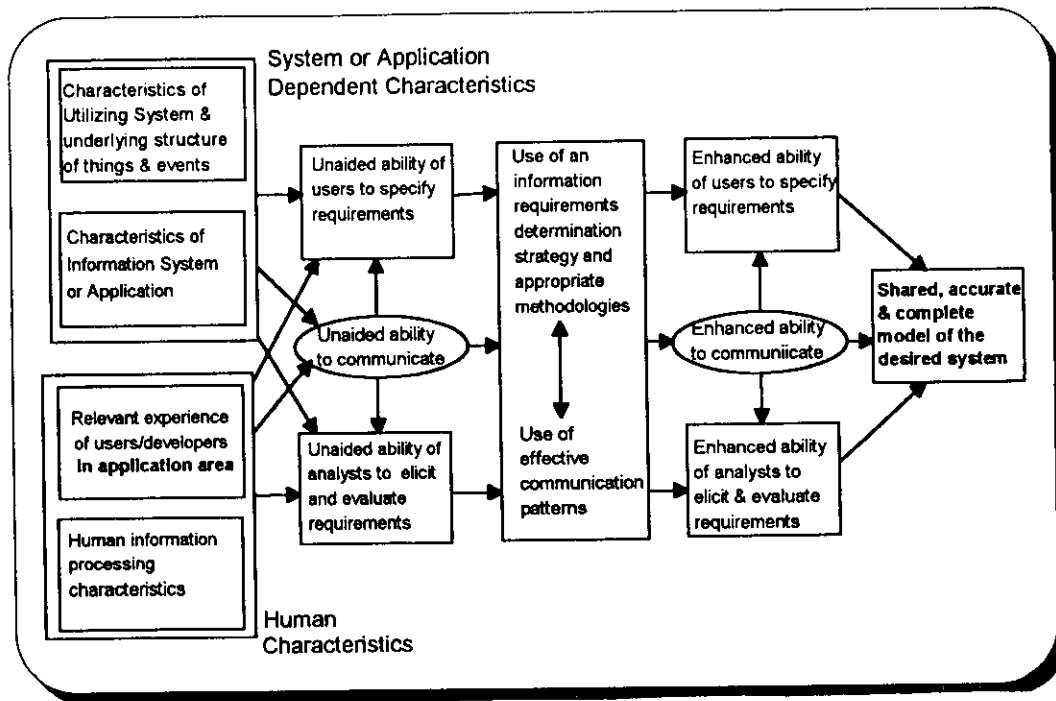 System or Application
Dependent Characteristics
Characteristics of
Utilizing System &
underlying structure
of things & events
Characteristics of
Information System
or Application
Relevant experience
of users/developers
in application area
Human information
processing
characteristics
Human
Characteristics
Unaided ability of
users to specify
requirements
Unaided ability
to communicate
Unaided ability of
analysts to elicit
and evaluate
requirements
Use of an
information
requirements
determination
strategy and
appropriate
methodologies
Use of
effective
communication
patterns
Enhanced ability
of users to specify
requirements
Enhanced ability
to communiicate
Enhanced ability
of analysts to
elicit & evaluate
requirements
Shared, accurate
& complete
model of the
desired system